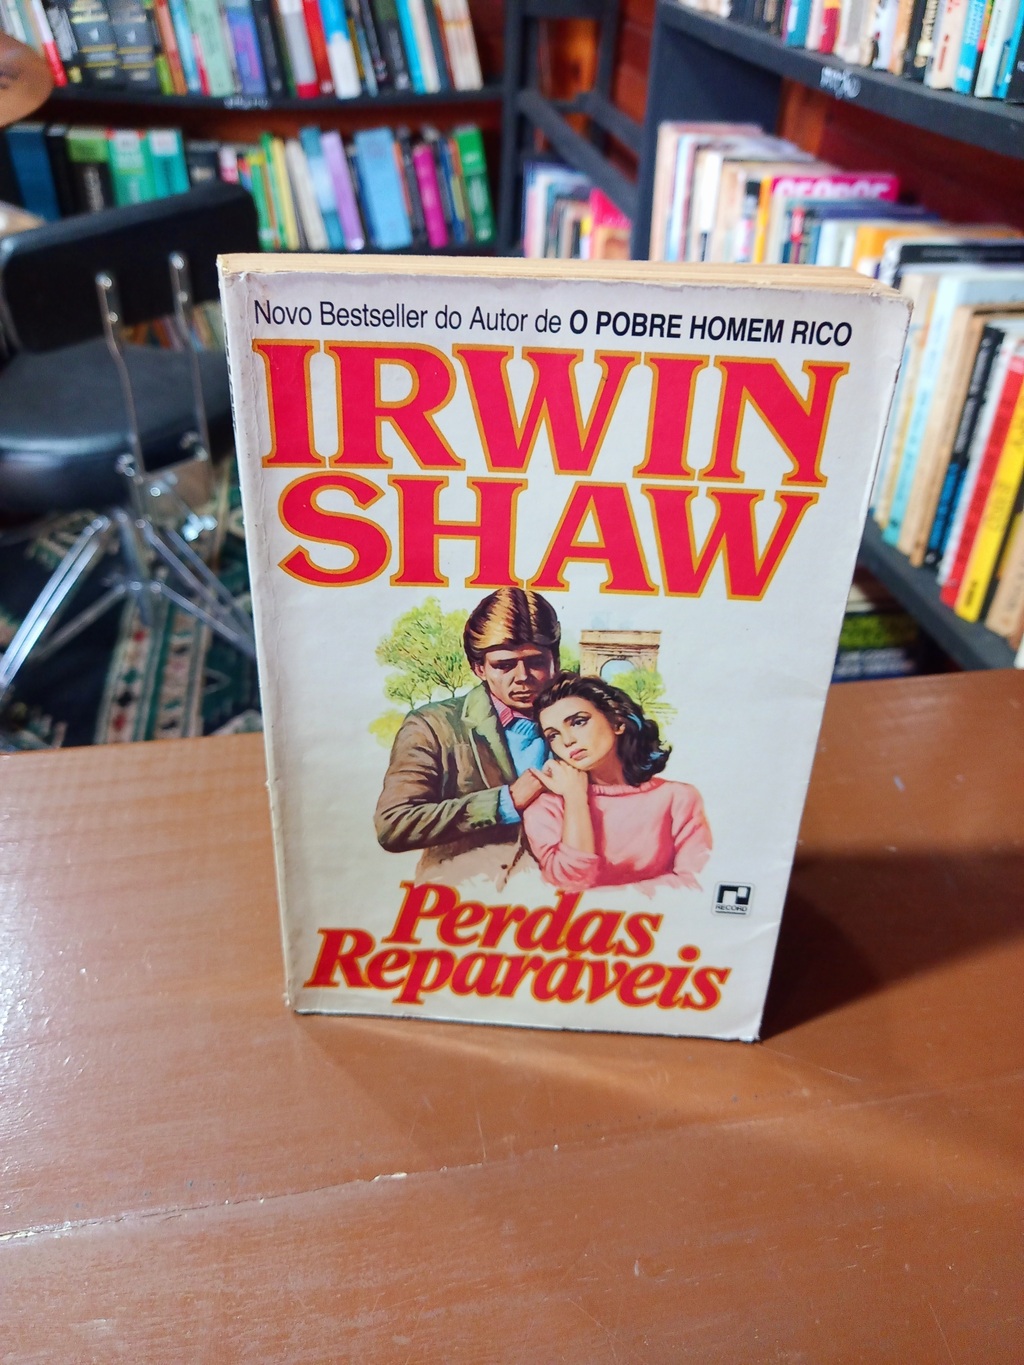 Novo Bestseller do Autor de O POBRE HOMEM RICO
IRWIN
SHAW
RECORD
Perdas
Reparáveis